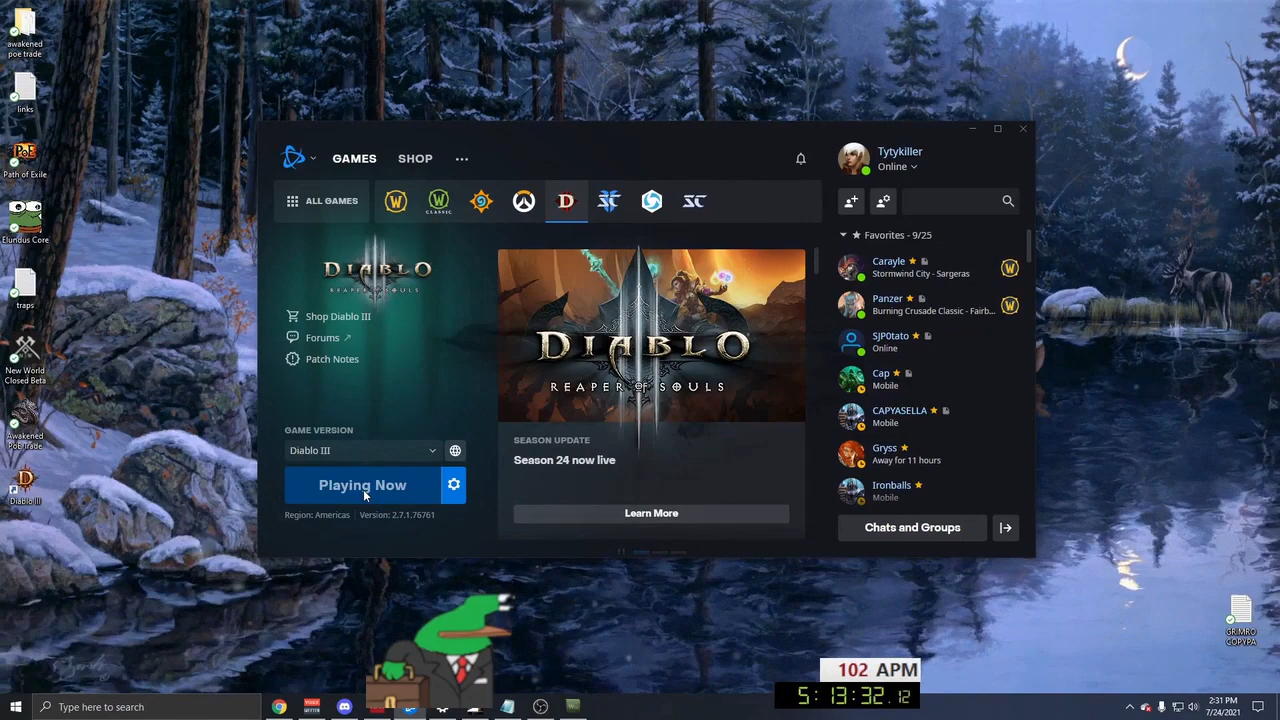 awakened
poe trade
links
Path of Exile
Elundus Core
traps
New World
Closed Beta
Awakened
PoE Trade
Diablo III
GAMES
SHOP
Tytykiller
Online
ALL GAMES
W
W
CLASSIC
D
SC
DIABLO
REAPER OF SOULS
Shop Diablo III
Forums
Patch Notes
GAME VERSION
Diablo III
Playing Now
Region: Americas
Version: 2.7.1.76761
DIABLO
REAPER OF SOULS
SEASON UPDATE
Season 24 now live
Learn More
Favorites - 9/25
Carayle
Stormwind City - Sargeras
Panzer
Burning Crusade Classic - Fairb...
SJP0tato
Online
Cap
Mobile
CAPYASELLA
Mobile
Gryss
Away for 11 hours
Ironballs
Mobile
Chats and Groups
GRIMRO
COPYPA
102 APM
5:13:32.12
Type here to search
2:31 PM
7/24/2021